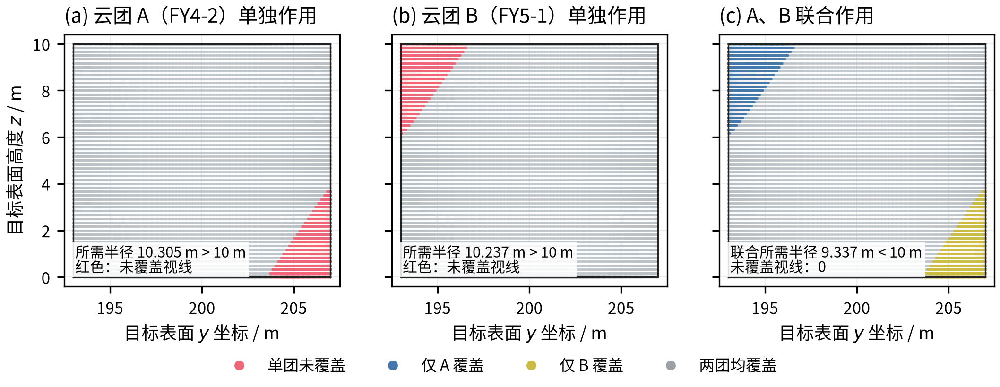 (a) 云团 A（FY4-2）单独作用
(b) 云团 B（FY5-1）单独作用
(c) A、B 联合作用
目标表面高度 z / m
10
8
6
4
2
0
所需半径 10.305 m > 10 m
红色：未覆盖视线
所需半径 10.237 m > 10 m
红色：未覆盖视线
联合所需半径 9.337 m < 10 m
未覆盖视线：0
195 200 205
195 200 205
195 200 205
目标表面 y 坐标 / m
目标表面 y 坐标 / m
目标表面 y 坐标 / m
单团未覆盖 仅 A 覆盖 仅 B 覆盖 两团均覆盖